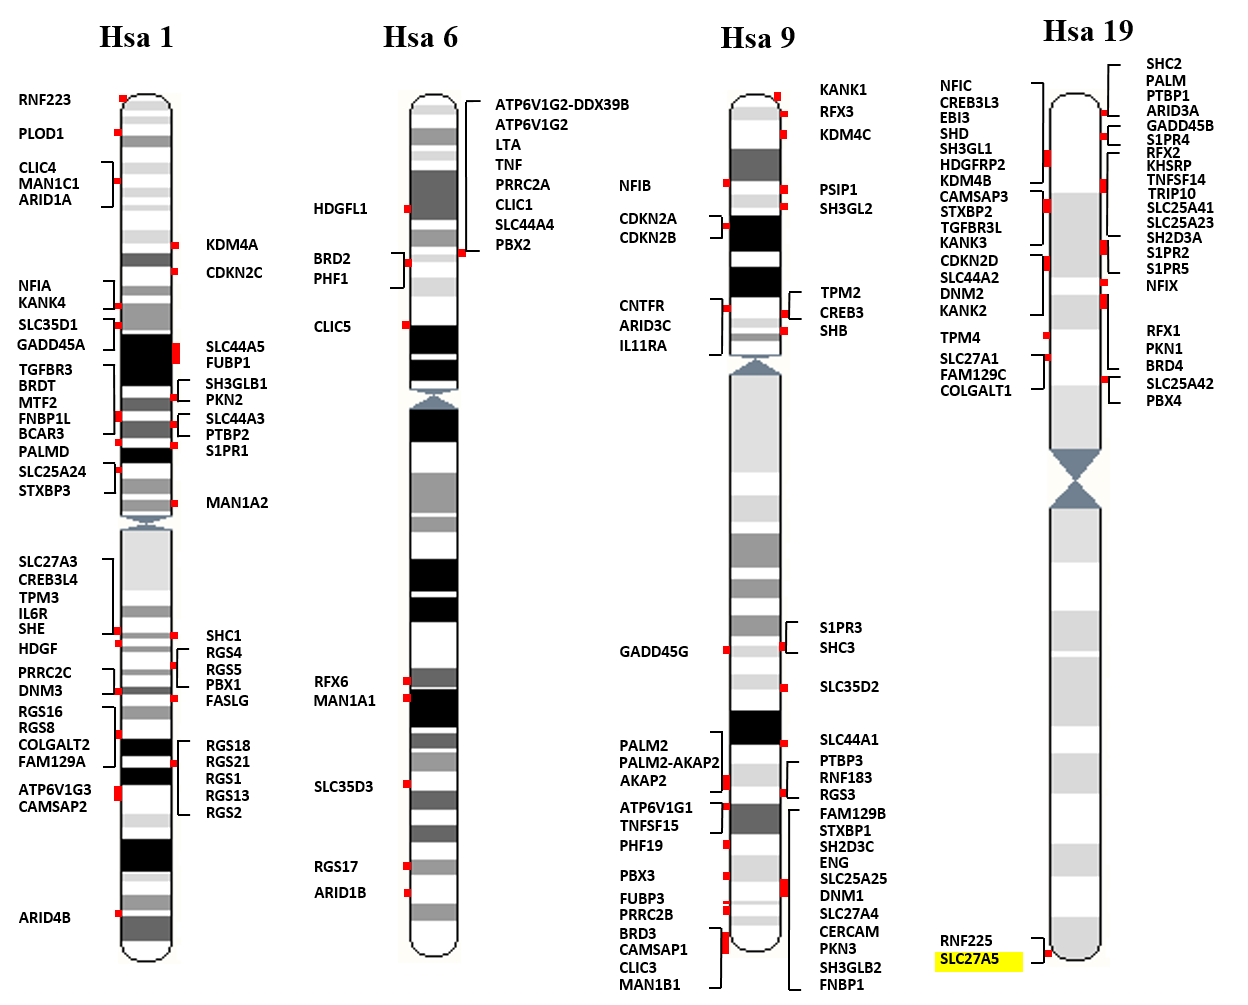 Hsa 1
RNF223
PLOD1
CLIC4
MAN1C1
ARID1A
NFIA
KANK4
SLC35D1
GADD45A
TGFBR3
BRDT
MTF2
FNBP1L
BCAR3
PALMD
SLC25A24
STXBP3
SLC27A3
CREB3L4
TPM3
IL6R
SHE
HDGF
PRRC2C
DNM3
RGS16
RGS8
COLGALT2
FAM129A
ATP6V1G3
CAMSAP2
ARID4B
KDM4A
CDKN2C
SLC44A5
FUBP1
SH3GLB1
PKN2
SLC44A3
PTBP2
S1PR1
MAN1A2
SHC1
RGS4
RGS5
PBX1
FASLG
RGS18
RGS21
RGS1
RGS13
RGS2
Hsa 6
HDGFL1
BRD2
PHF1
CLIC5
RFX6
MAN1A1
SLC35D3
RGS17
ARID1B
ATP6V1G2-DDX39B
ATP6V1G2
LTA
TNF
PRRC2A
CLIC1
SLC44A4
PBX2
Hsa 9
NFIB
CDKN2A
CDKN2B
CNTFR
ARID3C
IL11RA
GADD45G
PALM2
PALM2-AKAP2
AKAP2
ATP6V1G1
TNFSF15
PHF19
PBX3
FUBP3
PRRC2B
BRD3
CAMSAP1
CLIC3
MAN1B1
KANK1
RFX3
KDM4C
PSIP1
SH3GL2
TPM2
CREB3
SHB
S1PR3
SHC3
SLC35D2
SLC44A1
PTBP3
RNF183
RGS3
FAM129B
STXBP1
SH2D3C
ENG
SLC25A25
DNM1
SLC27A4
CERCAM
PKN3
SH3GLB2
FNBP1
Hsa 19
NFIC
CREB3L3
EBI3
SHD
SH3GL1
HDGFRP2
KDM4B
CAMSAP3
STXBP2
TGFBR3L
KANK3
CDKN2D
SLC44A2
DNM2
KANK2
TPM4
SLC27A1
FAM129C
COLGALT1
RNF225
SLC27A5
SHC2
PALM
PTBP1
ARID3A
GADD45B
S1PR4
RFX2
KHSRP
TNFSF14
TRIP10
SLC25A41
SLC25A23
SH2D3A
S1PR2
S1PR5
NFIX
RFX1
PKN1
BRD4
SLC25A42
PBX4